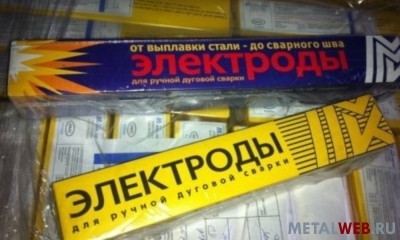 от выплавки стали - до сварного шва
ЭЛЕКТРОДЫ
для ручной дуговой сварки
ЭЛЕКТРОДЫ
для ручной дуговой сварки
METALWEB.RU